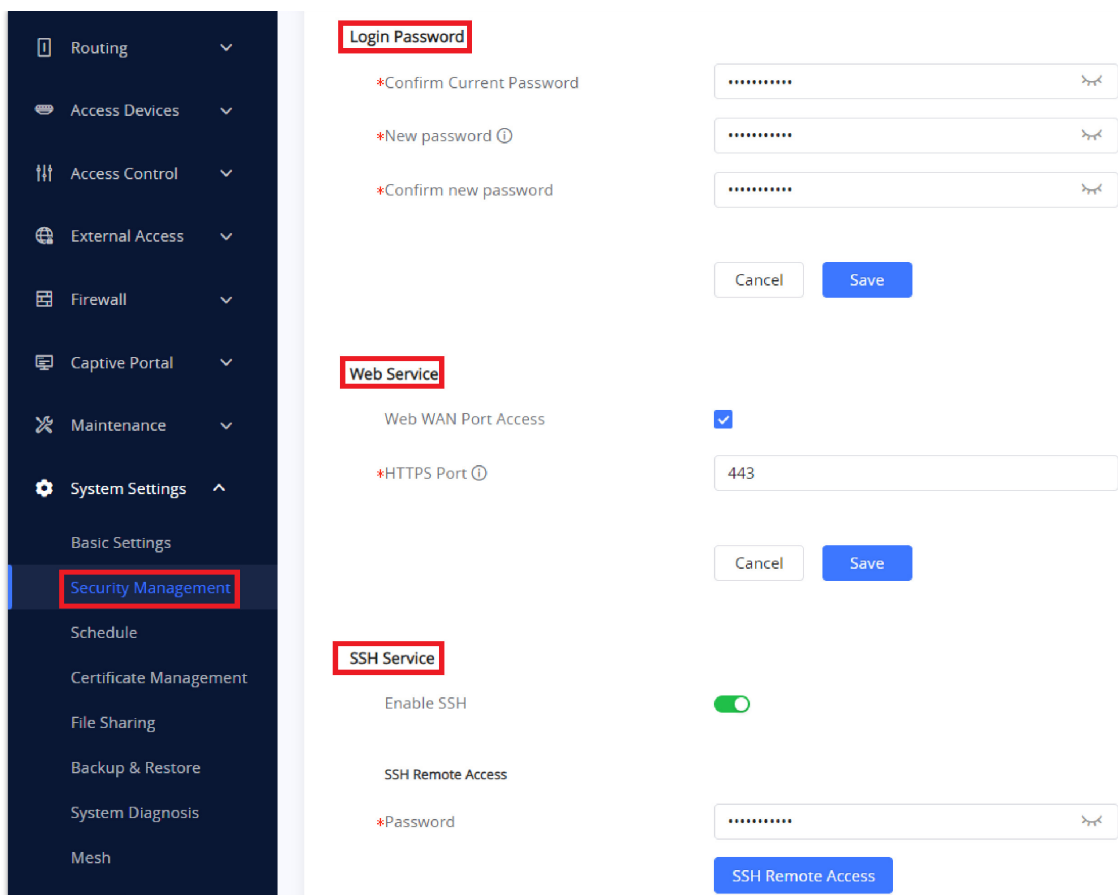 Routing
Access Devices
Access Control
External Access
Firewall
Captive Portal
Maintenance
System Settings
Basic Settings
Security Management
Schedule
Certificate Management
File Sharing
Backup & Restore
System Diagnosis
Mesh
Login Password
*Confirm Current Password •••••••••••
*New password •••••••••••
*Confirm new password •••••••••••
Cancel Save
Web Service
Web WAN Port Access
*HTTPS Port 443
Cancel Save
SSH Service
Enable SSH
SSH Remote Access
*Password •••••••••••
SSH Remote Access